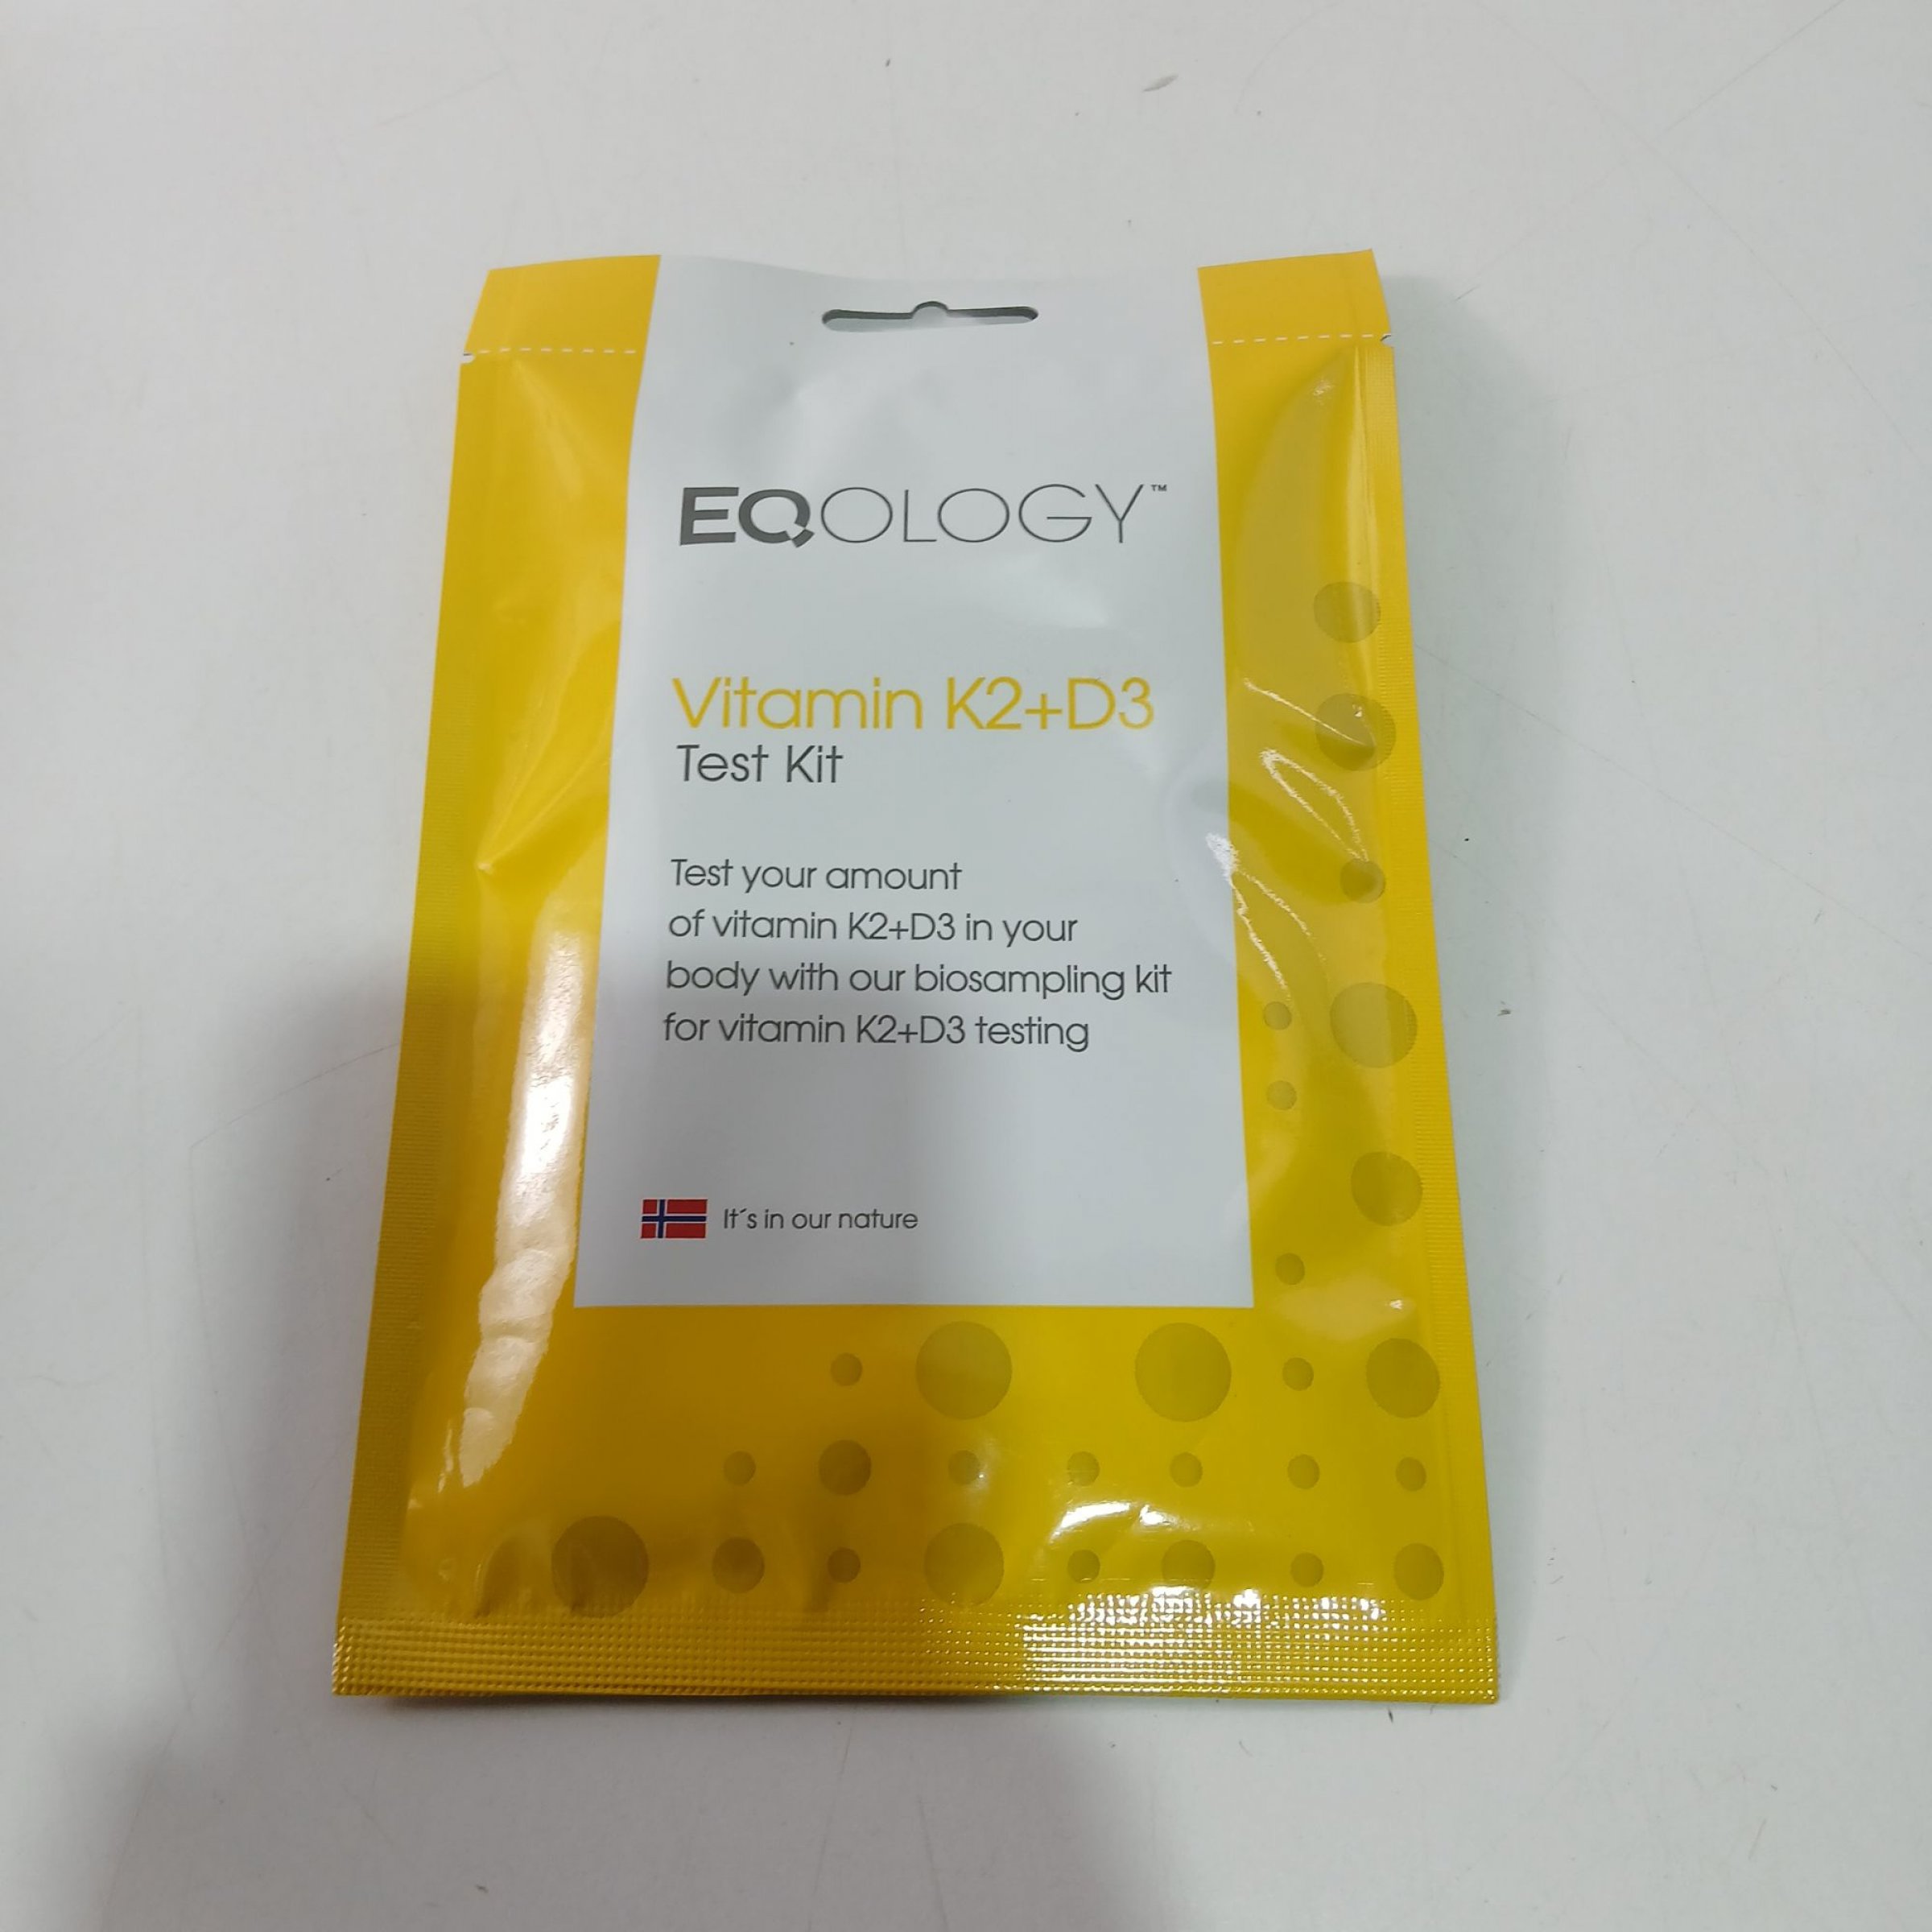 EQOLOGY™
Vitamin K2+D3
Test Kit
Test your amount
of vitamin K2+D3 in your
body with our biosampling kit
for vitamin K2+D3 testing
It´s in our nature